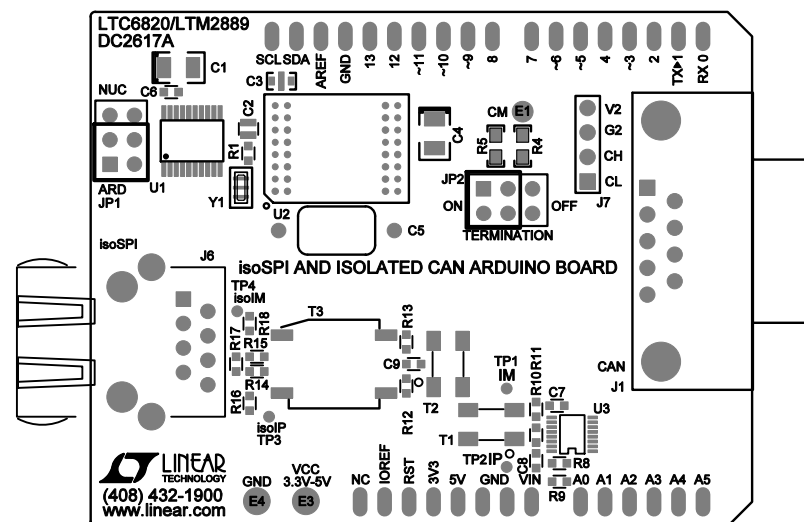 LTC6820/LTM2889
DC2617A
SCL SDA AREF GND 13 12 ~11 ~10 ~9 8 7 ~6 ~5 4 ~3 2 TX▶1 RX 0
C1
C3
NUC
C6
C2
C4
CM E1
V2
G2
CH
CL
J7
R5 R4
R1
ARD
JP1
U1
Y1
U2
C5
JP2
ON OFF
TERMINATION
isoSPI
J6
isoSPI AND ISOLATED CAN ARDUINO BOARD
TP4
isoIM
T3
R13
R17 R18
R15
R14
R16
C9
R12
T2
TP1
IM
R10 R11
CAN
J1
C7
U3
isoIP
TP3
T1
TP2 IP
C8
R8
R9
LINEAR
TECHNOLOGY
(408) 432-1900
www.linear.com
GND
E4
VCC
3.3V-5V
E3
NC IOREF RST 3V3 5V GND VIN A0 A1 A2 A3 A4 A5